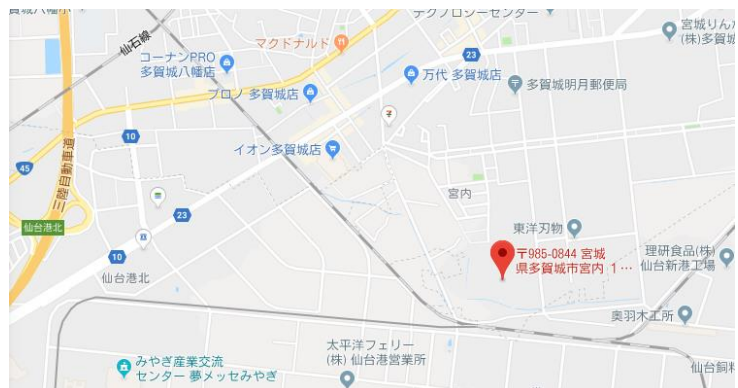 テクノロジーセンター
宮城りんか
(株)多賀城
仙石線
マクドナルド
コーナンPRO
多賀城八幡店
23
万代 多賀城店
多賀城明月郵便局
ブロノ 多賀城店
10
イオン多賀城店
45
三陸自動車道
宮内
23
仙台港北
東洋刃物
10
〒985-0844 宮城
県多賀城市宮内 1…
理研食品(株)
仙台新港工場
仙台港北
奥羽木工所
太平洋フェリー
(株) 仙台港営業所
みやぎ産業交流
センター 夢メッセみやぎ
仙台飼料